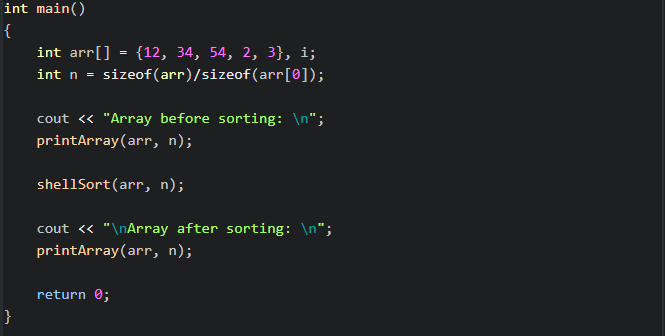 int main()
{
    int arr[] = {12, 34, 54, 2, 3}, i;
    int n = sizeof(arr)/sizeof(arr[0]);
    cout << "Array before sorting: \n";
    printArray(arr, n);
    shellSort(arr, n);
    cout << "\nArray after sorting: \n";
    printArray(arr, n);
    return 0;
}